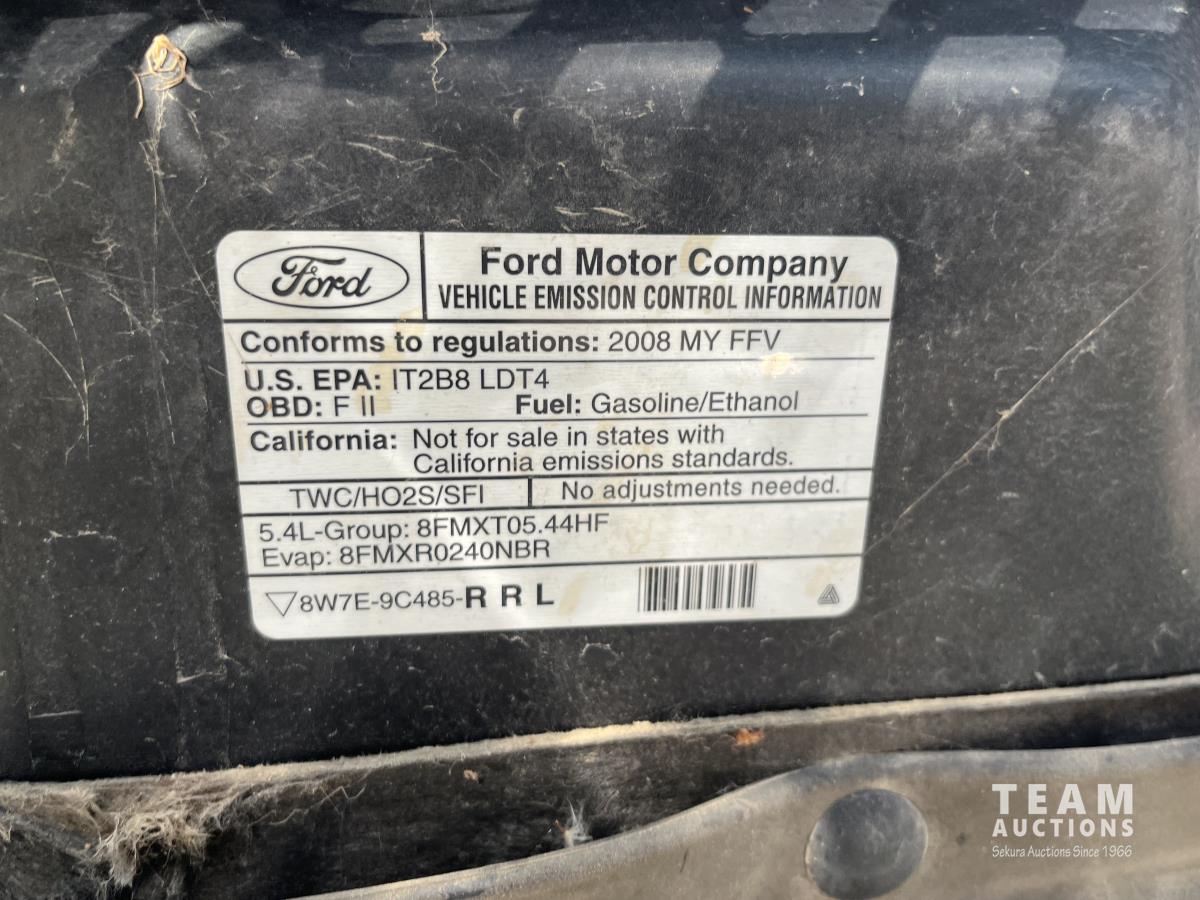 Ford
Ford Motor Company
VEHICLE EMISSION CONTROL INFORMATION
Conforms to regulations: 2008 MY FFV
U.S. EPA: IT2B8 LDT4
OBD: F II Fuel: Gasoline/Ethanol
California: Not for sale in states with
California emissions standards.
TWC/HO2S/SFI No adjustments needed.
5.4L-Group: 8FMXT05.44HF
Evap: 8FMXR0240NBR
8W7E-9C485-R R L
TEAM
AUCTIONS
Sekura Auctions Since 1966